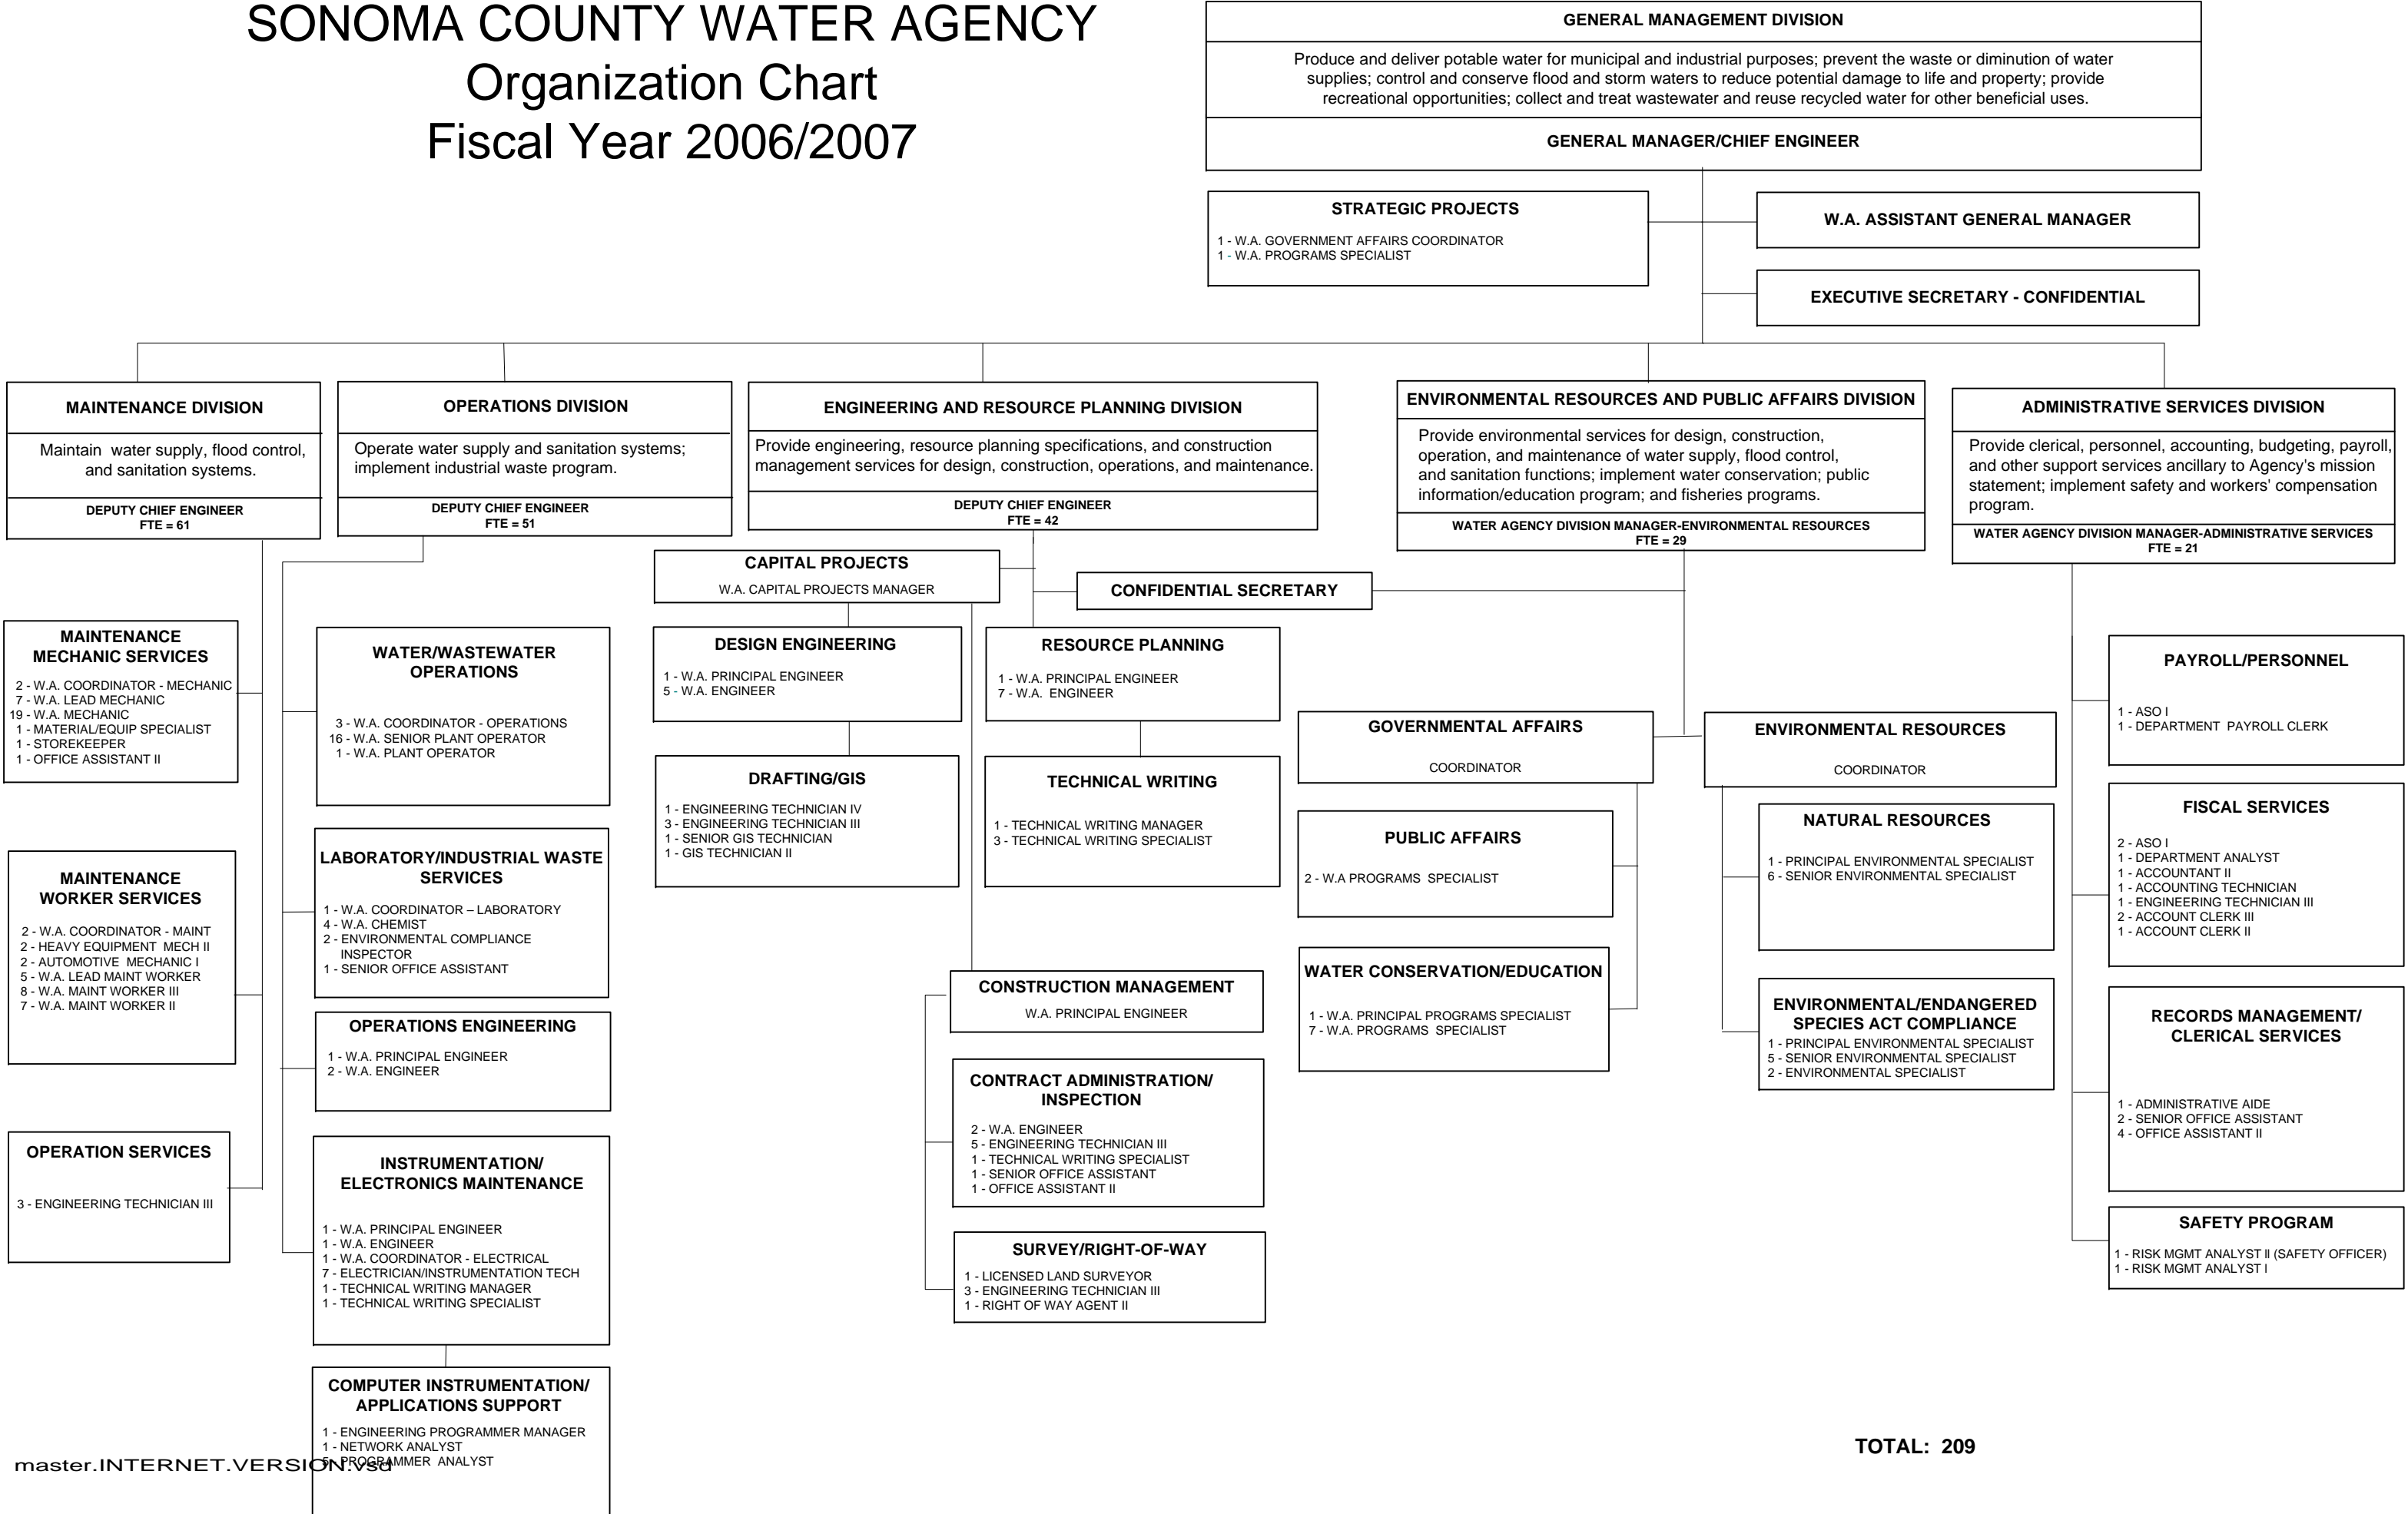 SONOMA COUNTY WATER AGENCY
Organization Chart
Fiscal Year 2006/2007
GENERAL MANAGEMENT DIVISION
Produce and deliver potable water for municipal and industrial purposes; prevent the waste or diminution of water
supplies; control and conserve flood and storm waters to reduce potential damage to life and property; provide
recreational opportunities; collect and treat wastewater and reuse recycled water for other beneficial uses.
GENERAL MANAGER/CHIEF ENGINEER
STRATEGIC PROJECTS
1 - W.A. GOVERNMENT AFFAIRS COORDINATOR
1 - W.A. PROGRAMS SPECIALIST
W.A. ASSISTANT GENERAL MANAGER
EXECUTIVE SECRETARY - CONFIDENTIAL
MAINTENANCE DIVISION
Maintain water supply, flood control,
and sanitation systems.
DEPUTY CHIEF ENGINEER
FTE = 61
OPERATIONS DIVISION
Operate water supply and sanitation systems;
implement industrial waste program.
DEPUTY CHIEF ENGINEER
FTE = 51
ENGINEERING AND RESOURCE PLANNING DIVISION
Provide engineering, resource planning specifications, and construction
management services for design, construction, operations, and maintenance.
DEPUTY CHIEF ENGINEER
FTE = 42
ENVIRONMENTAL RESOURCES AND PUBLIC AFFAIRS DIVISION
Provide environmental services for design, construction,
operation, and maintenance of water supply, flood control,
and sanitation functions; implement water conservation; public
information/education program; and fisheries programs.
WATER AGENCY DIVISION MANAGER-ENVIRONMENTAL RESOURCES
FTE = 29
ADMINISTRATIVE SERVICES DIVISION
Provide clerical, personnel, accounting, budgeting, payroll,
and other support services ancillary to Agency's mission
statement; implement safety and workers' compensation
program.
WATER AGENCY DIVISION MANAGER-ADMINISTRATIVE SERVICES
FTE = 21
MAINTENANCE
MECHANIC SERVICES
2 - W.A. COORDINATOR - MECHANIC
7 - W.A. LEAD MECHANIC
19 - W.A. MECHANIC
1 - MATERIAL/EQUIP SPECIALIST
1 - STOREKEEPER
1 - OFFICE ASSISTANT II
MAINTENANCE
WORKER SERVICES
2 - W.A. COORDINATOR - MAINT
2 - HEAVY EQUIPMENT MECH II
2 - AUTOMOTIVE MECHANIC I
5 - W.A. LEAD MAINT WORKER
8 - W.A. MAINT WORKER III
7 - W.A. MAINT WORKER II
OPERATION SERVICES
3 - ENGINEERING TECHNICIAN III
WATER/WASTEWATER
OPERATIONS
3 - W.A. COORDINATOR - OPERATIONS
16 - W.A. SENIOR PLANT OPERATOR
1 - W.A. PLANT OPERATOR
LABORATORY/INDUSTRIAL WASTE
SERVICES
1 - W.A. COORDINATOR – LABORATORY
4 - W.A. CHEMIST
2 - ENVIRONMENTAL COMPLIANCE
INSPECTOR
1 - SENIOR OFFICE ASSISTANT
OPERATIONS ENGINEERING
1 - W.A. PRINCIPAL ENGINEER
2 - W.A. ENGINEER
INSTRUMENTATION/
ELECTRONICS MAINTENANCE
1 - W.A. PRINCIPAL ENGINEER
1 - W.A. ENGINEER
1 - W.A. COORDINATOR - ELECTRICAL
7 - ELECTRICIAN/INSTRUMENTATION TECH
1 - TECHNICAL WRITING MANAGER
1 - TECHNICAL WRITING SPECIALIST
COMPUTER INSTRUMENTATION/
APPLICATIONS SUPPORT
1 - ENGINEERING PROGRAMMER MANAGER
1 - NETWORK ANALYST
5 - PROGRAMMER ANALYST
CAPITAL PROJECTS
W.A. CAPITAL PROJECTS MANAGER
CONFIDENTIAL SECRETARY
DESIGN ENGINEERING
1 - W.A. PRINCIPAL ENGINEER
5 - W.A. ENGINEER
DRAFTING/GIS
1 - ENGINEERING TECHNICIAN IV
3 - ENGINEERING TECHNICIAN III
1 - SENIOR GIS TECHNICIAN
1 - GIS TECHNICIAN II
RESOURCE PLANNING
1 - W.A. PRINCIPAL ENGINEER
7 - W.A. ENGINEER
TECHNICAL WRITING
1 - TECHNICAL WRITING MANAGER
3 - TECHNICAL WRITING SPECIALIST
CONSTRUCTION MANAGEMENT
W.A. PRINCIPAL ENGINEER
CONTRACT ADMINISTRATION/
INSPECTION
2 - W.A. ENGINEER
5 - ENGINEERING TECHNICIAN III
1 - TECHNICAL WRITING SPECIALIST
1 - SENIOR OFFICE ASSISTANT
1 - OFFICE ASSISTANT II
SURVEY/RIGHT-OF-WAY
1 - LICENSED LAND SURVEYOR
3 - ENGINEERING TECHNICIAN III
1 - RIGHT OF WAY AGENT II
GOVERNMENTAL AFFAIRS
COORDINATOR
PUBLIC AFFAIRS
2 - W.A PROGRAMS SPECIALIST
WATER CONSERVATION/EDUCATION
1 - W.A. PRINCIPAL PROGRAMS SPECIALIST
7 - W.A. PROGRAMS SPECIALIST
ENVIRONMENTAL RESOURCES
COORDINATOR
NATURAL RESOURCES
1 - PRINCIPAL ENVIRONMENTAL SPECIALIST
6 - SENIOR ENVIRONMENTAL SPECIALIST
ENVIRONMENTAL/ENDANGERED
SPECIES ACT COMPLIANCE
1 - PRINCIPAL ENVIRONMENTAL SPECIALIST
5 - SENIOR ENVIRONMENTAL SPECIALIST
2 - ENVIRONMENTAL SPECIALIST
PAYROLL/PERSONNEL
1 - ASO I
1 - DEPARTMENT PAYROLL CLERK
FISCAL SERVICES
2 - ASO I
1 - DEPARTMENT ANALYST
1 - ACCOUNTANT II
1 - ACCOUNTING TECHNICIAN
1 - ENGINEERING TECHNICIAN III
2 - ACCOUNT CLERK III
1 - ACCOUNT CLERK II
RECORDS MANAGEMENT/
CLERICAL SERVICES
1 - ADMINISTRATIVE AIDE
2 - SENIOR OFFICE ASSISTANT
4 - OFFICE ASSISTANT II
SAFETY PROGRAM
1 - RISK MGMT ANALYST II (SAFETY OFFICER)
1 - RISK MGMT ANALYST I
TOTAL: 209
master.INTERNET.VERSION.vsd